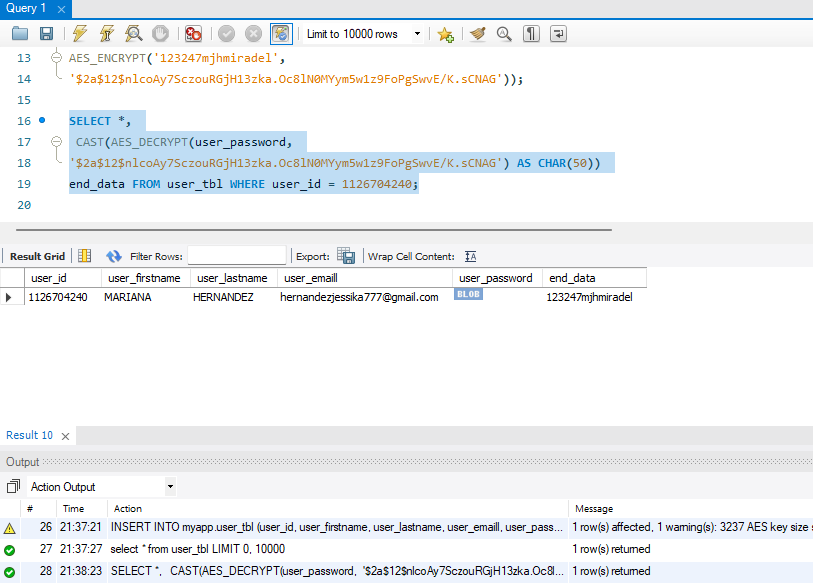 Query 1
Limit to 10000 rows
13 AES_ENCRYPT('123247mjhmiradel',
14 '$2a$12$nlcoAy7SczouRGjH13zka.Oc8lN0MYym5w1z9FoPgSwvE/K.sCNAG'));
15
16 SELECT *,
17 CAST(AES_DECRYPT(user_password,
18 '$2a$12$nlcoAy7SczouRGjH13zka.Oc8lN0MYym5w1z9FoPgSwvE/K.sCNAG') AS CHAR(50))
19 end_data FROM user_tbl WHERE user_id = 1126704240;
20
Result Grid Filter Rows: Export: Wrap Cell Content: IA
user_id user_firstname user_lastname user_emaill user_password end_data
1126704240 MARIANA HERNANDEZ hernandezjessika777@gmail.com BLOB 123247mjhmiradel
Result 10
Output
Action Output
# Time Action Message
26 21:37:21 INSERT INTO myapp.user_tbl (user_id, user_firstname, user_lastname, user_emaill, user_pass... 1 row(s) affected, 1 warning(s): 3237 AES key size
27 21:37:27 select * from user_tbl LIMIT 0, 10000 1 row(s) returned
28 21:38:23 SELECT *, CAST(AES_DECRYPT(user_password, '$2a$12$nlcoAy7SczouRGjH13zka.Oc8l... 1 row(s) returned